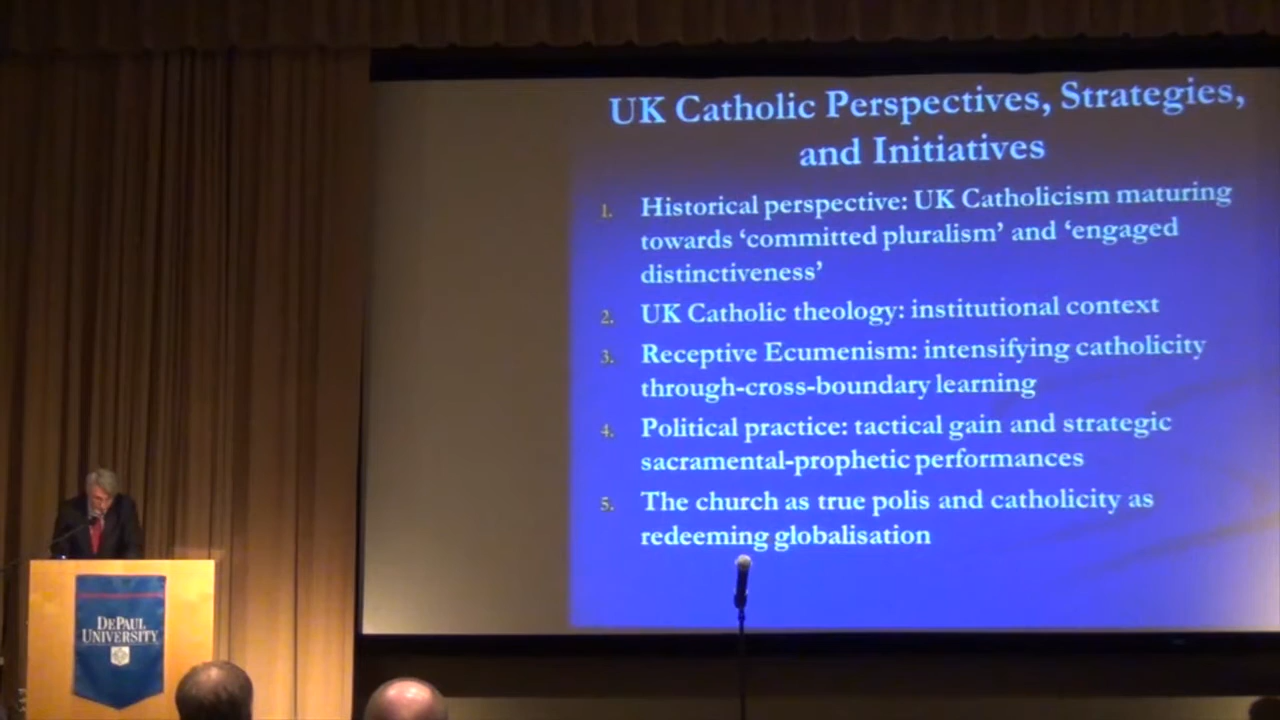 UK Catholic Perspectives, Strategies,
and Initiatives
1. Historical perspective: UK Catholicism maturing
towards ‘committed pluralism’ and ‘engaged
distinctiveness’
2. UK Catholic theology: institutional context
3. Receptive Ecumenism: intensifying catholicity
through-cross-boundary learning
4. Political practice: tactical gain and strategic
sacramental-prophetic performances
5. The church as true polis and catholicity as
redeeming globalisation
DEPAUL
UNIVERSITY